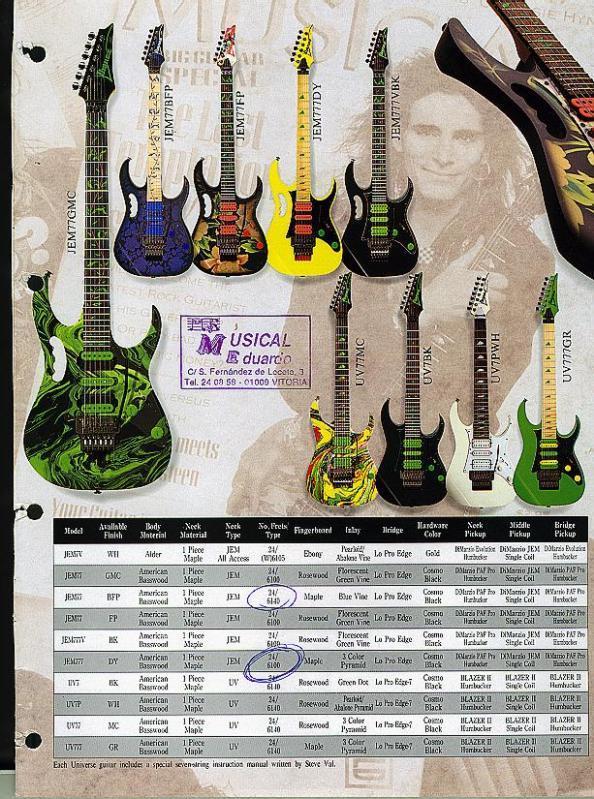 MUSIC
BIG GUITAR
SPECIAL
JEM77GMC
JEM77BFP
JEM77FP
JEM777DY
JEM777VBK
Ibanez
UV77MC
UV7BK
UV7PWH
UV777GR
MÚSICAL
Eduardo
C/ S. Fernández de Leceta, 3
Tel. 24 09 59 - 01009 VITORIA
Model Available Finish Body Material Neck Material Neck Type No. Frets/ Type Fingerboard Inlay Bridge Hardware Color Neck Pickup Middle Pickup Bridge Pickup
JEM7V WH Alder 1 Piece Maple JEM All Access 24/ (W)6105 Ebony Pearloid/ Abalone Vine Lo Pro Edge Gold DiMarzio Evolution Humbucker DiMarzio JEM Single Coil DiMarzio Evolution Humbucker
JEM77 GMC American Basswood 1 Piece Maple JEM 24/ 6100 Rosewood Florescent Green Vine Lo Pro Edge Cosmo Black DiMarzio PAF Pro Humbucker DiMarzio JEM Single Coil DiMarzio PAF Pro Humbucker
JEM77 BFP American Basswood 1 Piece Maple JEM 24/ 6140 Maple Blue Vine Lo Pro Edge Cosmo Black DiMarzio PAF Pro Humbucker DiMarzio JEM Single Coil DiMarzio PAF Pro Humbucker
JEM77 FP American Basswood 1 Piece Maple JEM 24/ 6100 Rosewood Florescent Green Vine Lo Pro Edge Cosmo Black DiMarzio PAF Pro Humbucker DiMarzio JEM Single Coil DiMarzio PAF Pro Humbucker
JEM777V BK American Basswood 1 Piece Maple JEM 24/ 6100 Rosewood Florescent Green Vine Lo Pro Edge Cosmo Black DiMarzio PAF Pro Humbucker DiMarzio JEM Single Coil DiMarzio PAF Pro Humbucker
JEM777 DY American Basswood 1 Piece Maple JEM 24/ 6100 Maple 3 Color Pyramid Lo Pro Edge Cosmo Black DiMarzio PAF Pro Humbucker DiMarzio JEM Single Coil DiMarzio PAF Pro Humbucker
UV7 BK American Basswood 1 Piece Maple UV 24/ 6140 Rosewood Green Dot Lo Pro Edge-7 Cosmo Black BLAZER II Humbucker BLAZER II Single Coil BLAZER II Humbucker
UV7P WH American Basswood 1 Piece Maple UV 24/ 6140 Rosewood Pearloid/ Abalone Pyramid Lo Pro Edge-7 Cosmo Black BLAZER II Humbucker BLAZER II Single Coil BLAZER II Humbucker
UV77 MC American Basswood 1 Piece Maple UV 24/ 6140 Rosewood 3 Color Pyramid Lo Pro Edge-7 Cosmo Black BLAZER II Humbucker BLAZER II Single Coil BLAZER II Humbucker
UV777 GR American Basswood 1 Piece Maple UV 24/ 6140 Maple 3 Color Pyramid Lo Pro Edge-7 Cosmo Black BLAZER II Humbucker BLAZER II Single Coil BLAZER II Humbucker
Each Universe guitar includes a special seven-string instruction manual written by Steve Vai.